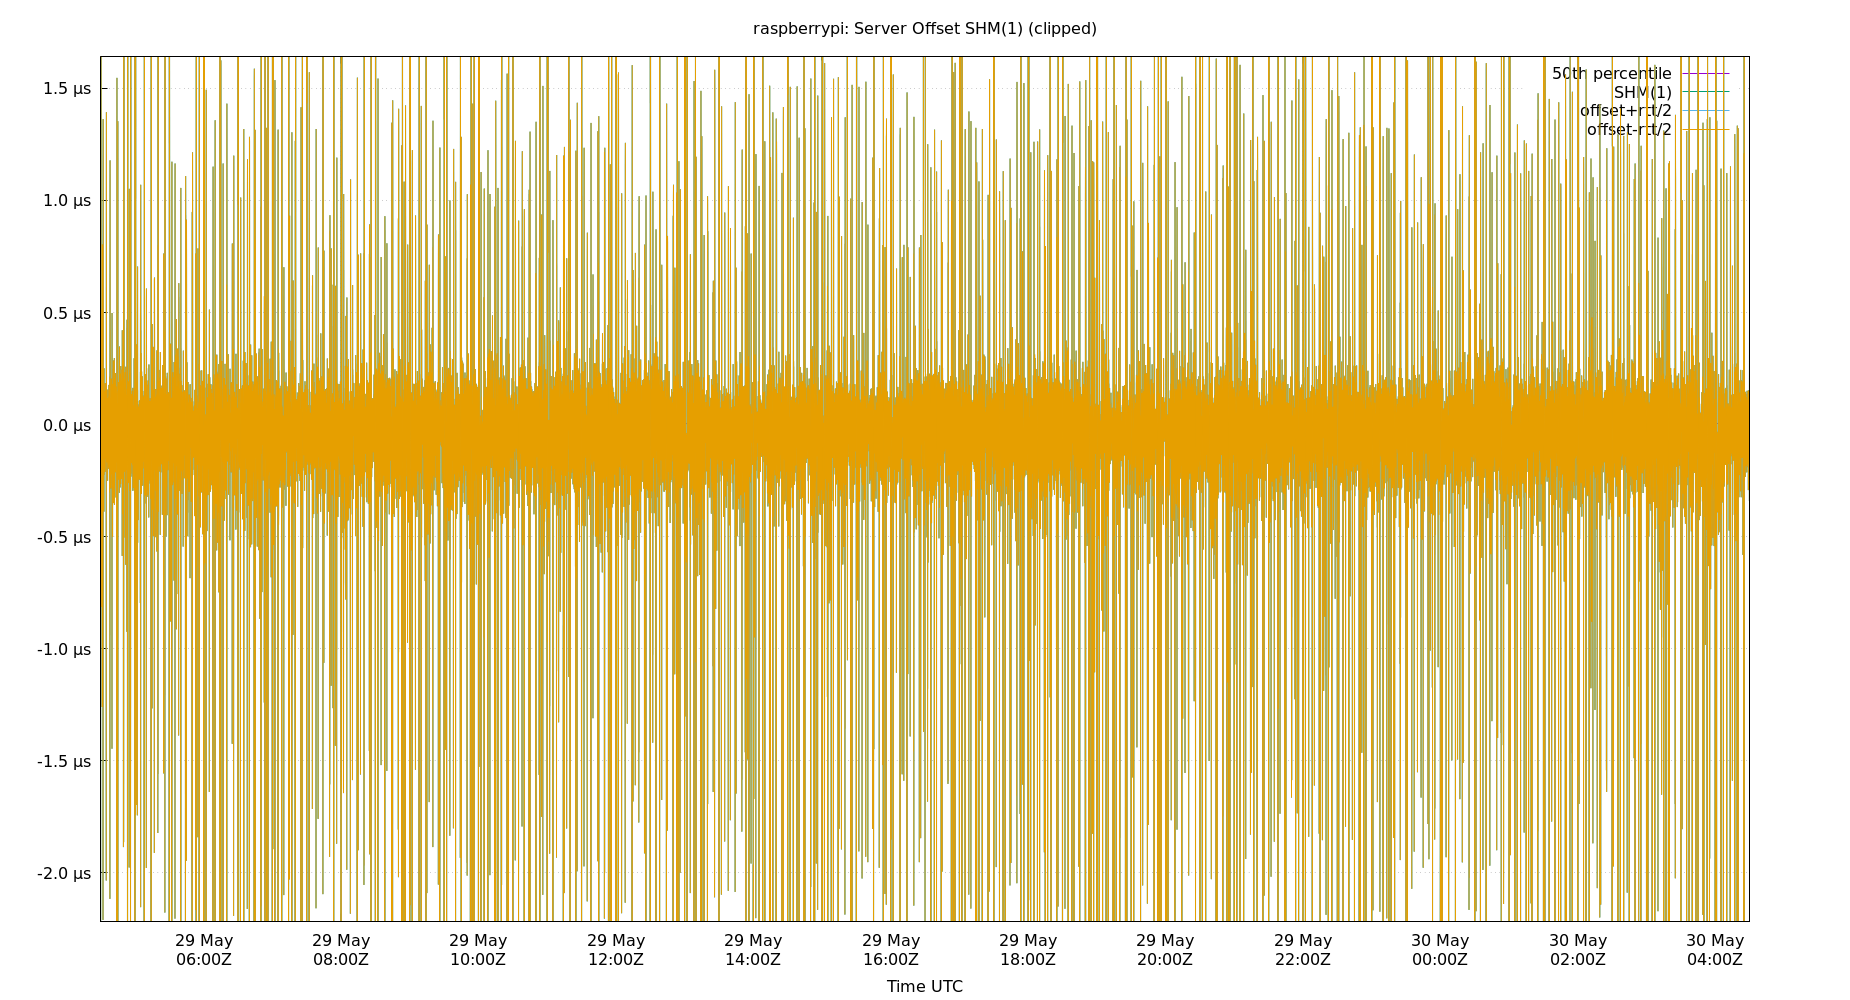 raspberrypi: Server Offset SHM(1) (clipped)
50th percentile
SHM(1)
offset+rtt/2
offset-rtt/2
1.5 µs
1.0 µs
0.5 µs
0.0 µs
-0.5 µs
-1.0 µs
-1.5 µs
-2.0 µs
29 May 29 May 29 May 29 May 29 May 29 May 29 May 29 May 29 May 30 May 30 May 30 May
06:00Z 08:00Z 10:00Z 12:00Z 14:00Z 16:00Z 18:00Z 20:00Z 22:00Z 00:00Z 02:00Z 04:00Z
Time UTC